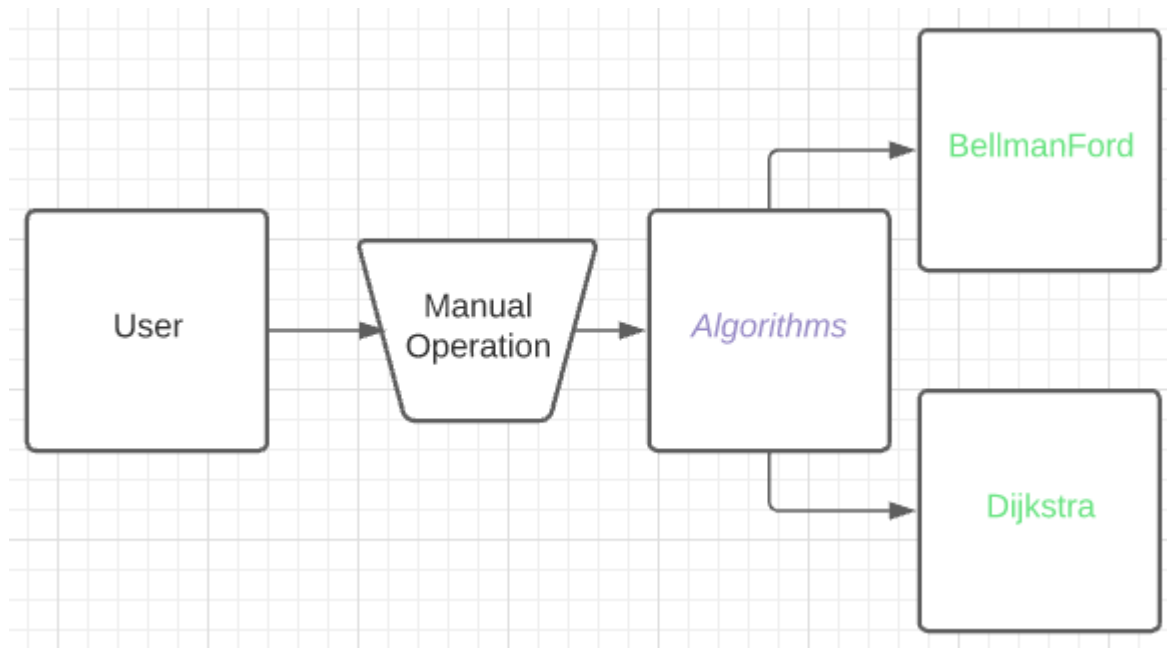 User
Manual
Operation
Algorithms
BellmanFord
Dijkstra